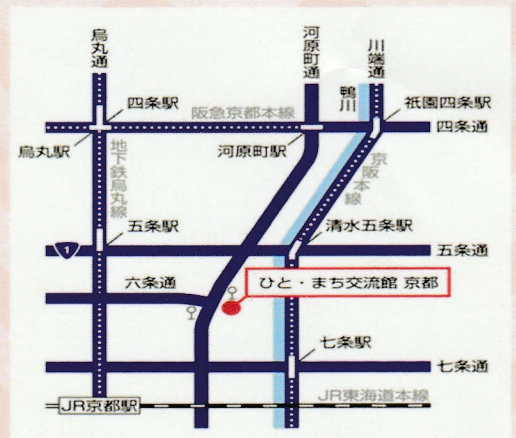 烏丸通
河原町通
川端通
鴨川
四条駅
阪急京都本線
祇園四条駅
四条通
烏丸駅
河原町駅
地下鉄烏丸線
京阪本線
五条駅
清水五条駅
1
五条通
六条通
ひと・まち交流館 京都
七条駅
七条通
JR東海道本線
JR京都駅